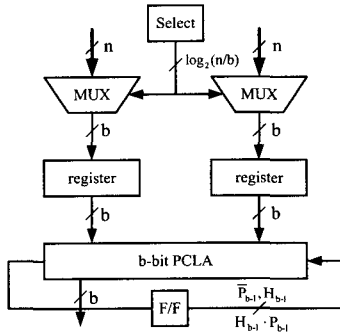 Select
n
n
log₂(n/b)
MUX
MUX
b
b
register
register
b
b
b-bit PCLA
b
F/F
P̅b-1, Hb-1
Hb-1 · Pb-1